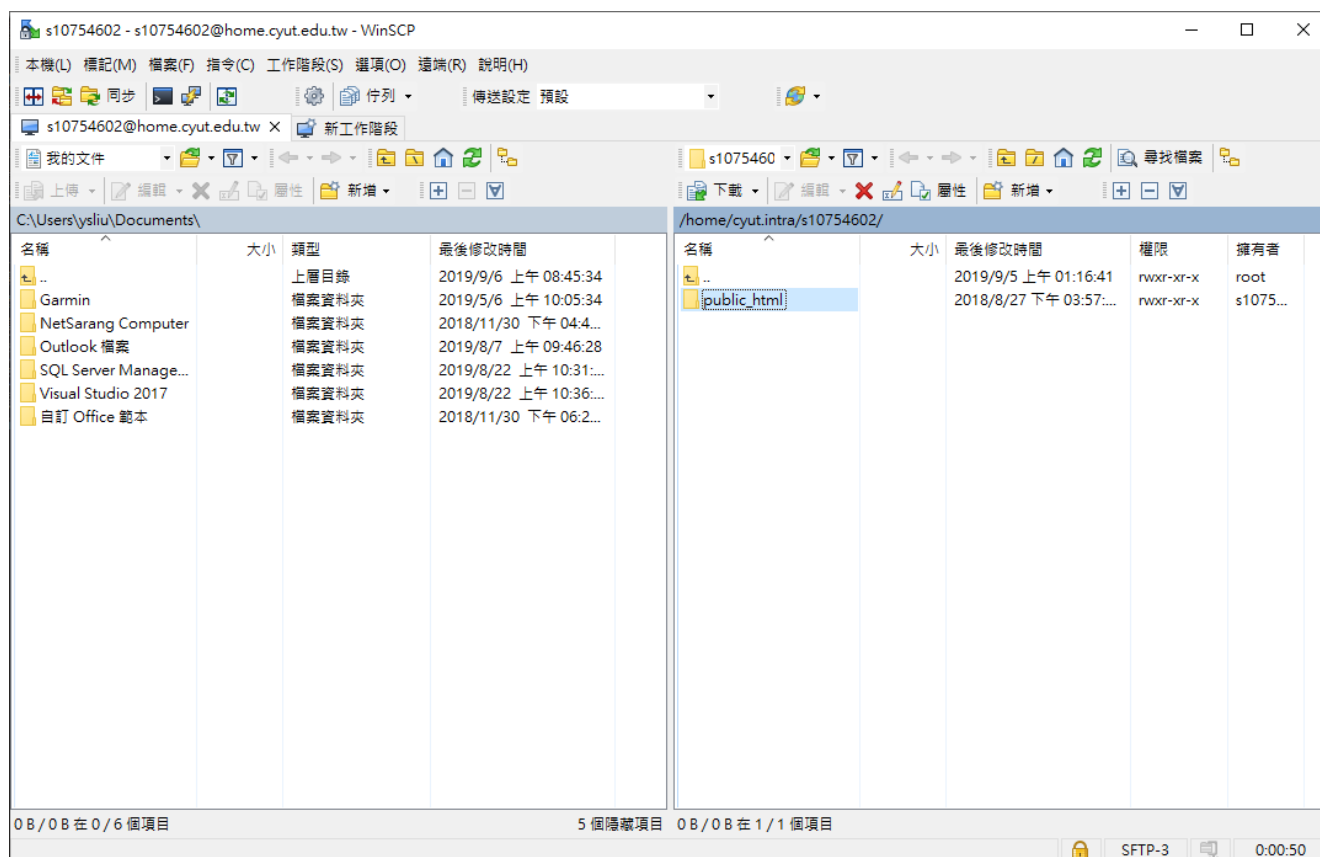 s10754602 - s10754602@home.cyut.edu.tw - WinSCP
本機(L) 標記(M) 檔案(F) 指令(C) 工作階段(S) 選項(O) 遠端(R) 說明(H)
同步 佇列 傳送設定 預設
s10754602@home.cyut.edu.tw X 新工作階段
我的文件
上傳 編輯 屬性 新增
C:\Users\ysliu\Documents\
名稱 大小 類型 最後修改時間
.. 上層目錄 2019/9/6 上午 08:45:34
Garmin 檔案資料夾 2019/5/6 上午 10:05:34
NetSarang Computer 檔案資料夾 2018/11/30 下午 04:4...
Outlook 檔案 檔案資料夾 2019/8/7 上午 09:46:28
SQL Server Manage... 檔案資料夾 2019/8/22 上午 10:31:...
Visual Studio 2017 檔案資料夾 2019/8/22 上午 10:36:...
自訂 Office 範本 檔案資料夾 2018/11/30 下午 06:2...
0 B / 0 B 在 0 / 6 個項目 5 個隱藏項目
s1075460 尋找檔案
下載 編輯 屬性 新增
/home/cyut.intra/s10754602/
名稱 大小 最後修改時間 權限 擁有者
.. 2019/9/5 上午 01:16:41 rwxr-xr-x root
public_html 2018/8/27 下午 03:57:... rwxr-xr-x s1075...
0 B / 0 B 在 1 / 1 個項目
SFTP-3 0:00:50